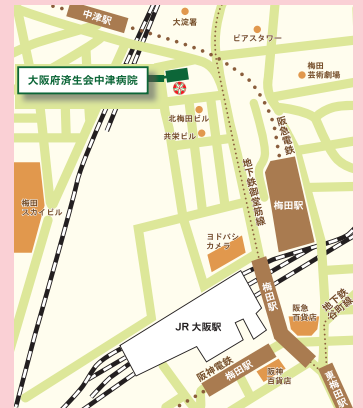 中津駅
大淀署
ピアスタワー
大阪府済生会中津病院
梅田
芸術劇場
北梅田ビル
共栄ビル
阪急電鉄
地下鉄御堂筋線
梅田
スカイビル
梅田駅
ヨドバシ
カメラ
梅田駅
JR 大阪駅
阪急
百貨店
地下鉄
谷町線
阪神電鉄
梅田駅
阪神
百貨店
東梅田駅